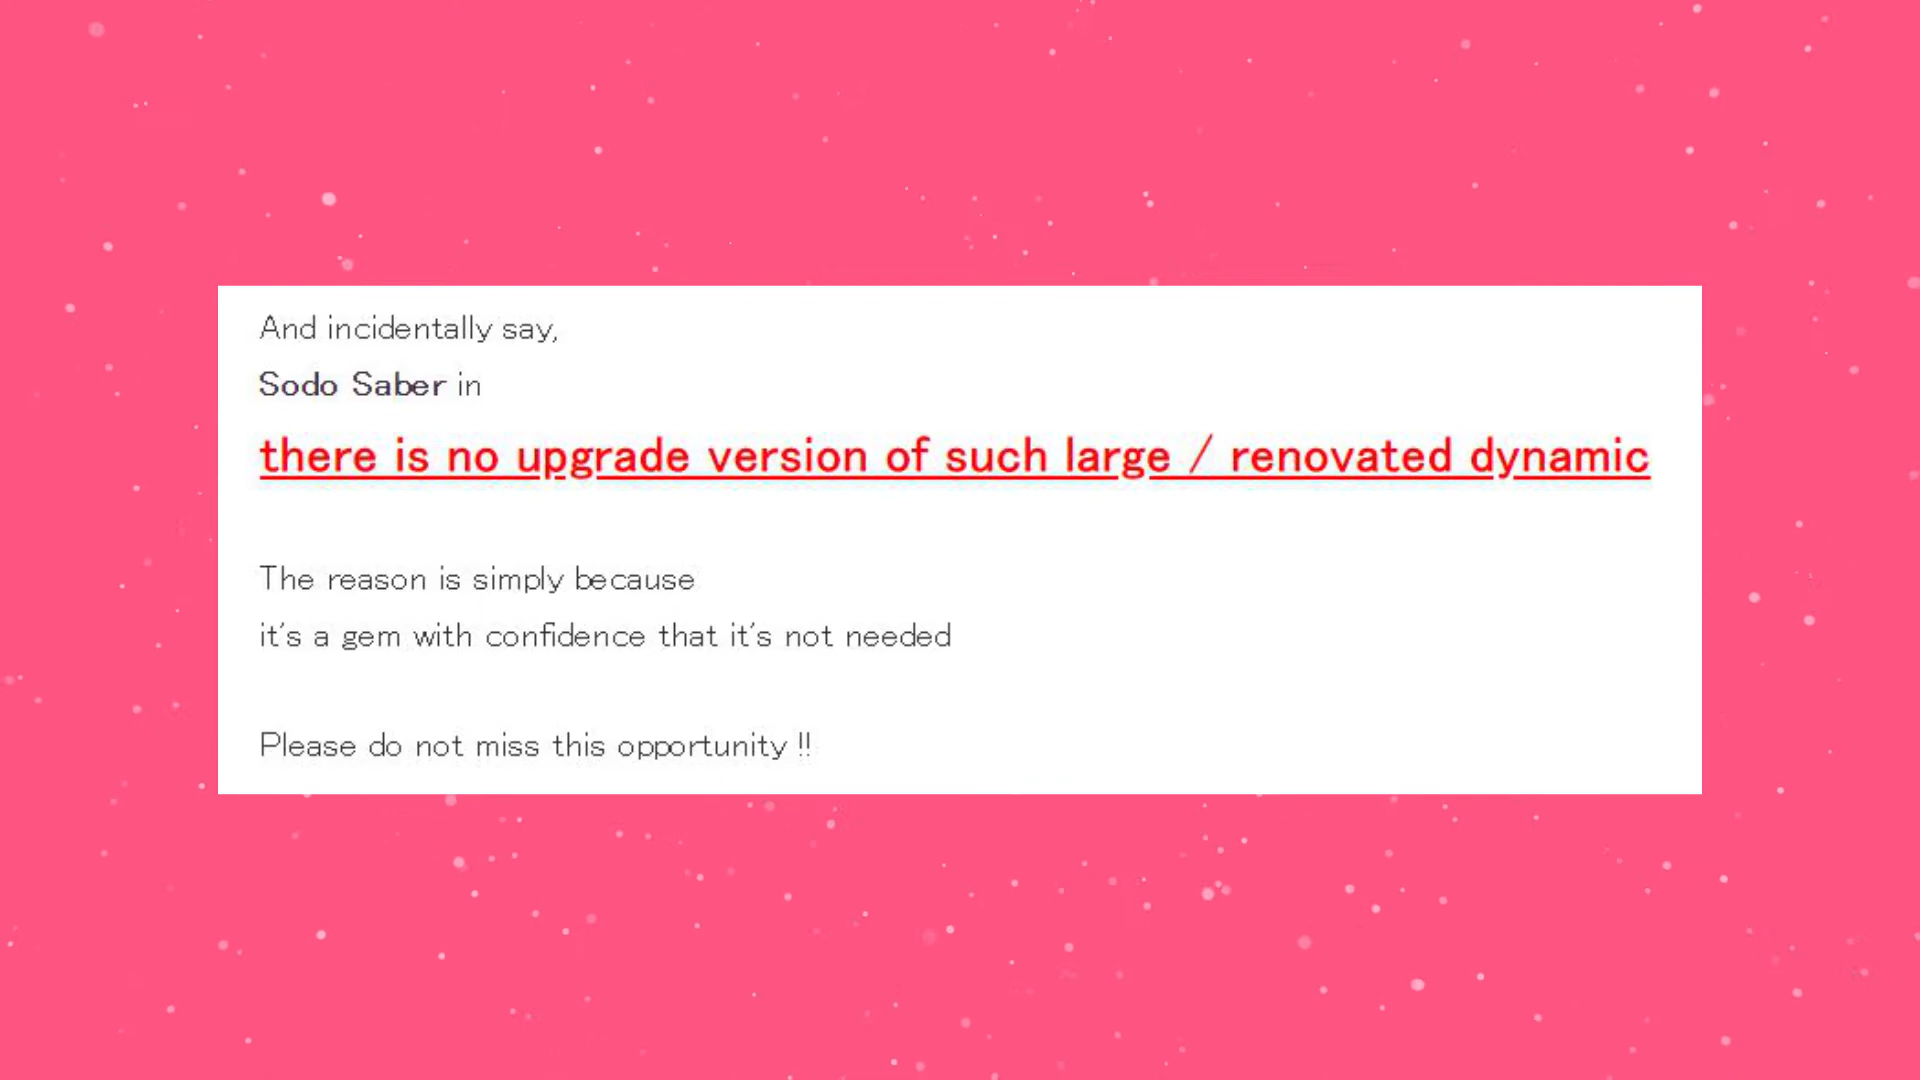 And incidentally say,
Sodo Saber in
there is no upgrade version of such large / renovated dynamic
The reason is simply because
it's a gem with confidence that it's not needed
Please do not miss this opportunity !!